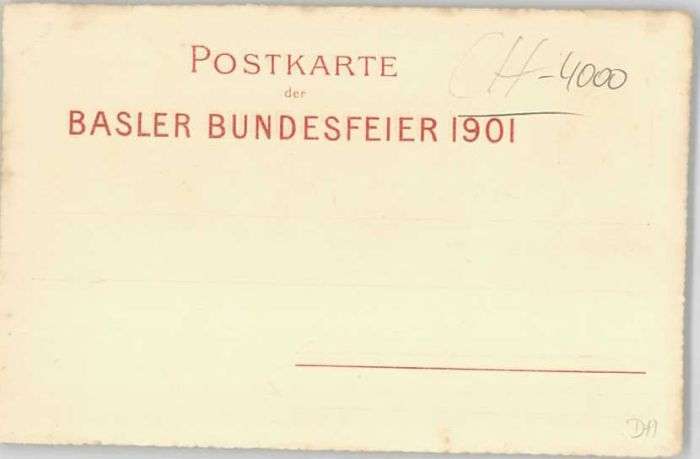 POSTKARTE
CH-4000
der
BASLER BUNDESFEIER 1901